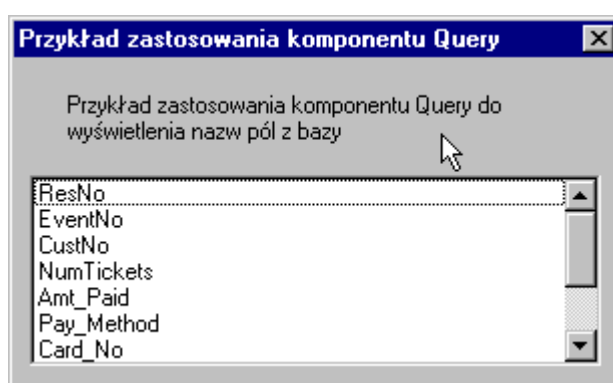 Przykład zastosowania komponentu Query
Przykład zastosowania komponentu Query do
wyświetlenia nazw pól z bazy
ResNo
EventNo
CustNo
NumTickets
Amt_Paid
Pay_Method
Card_No